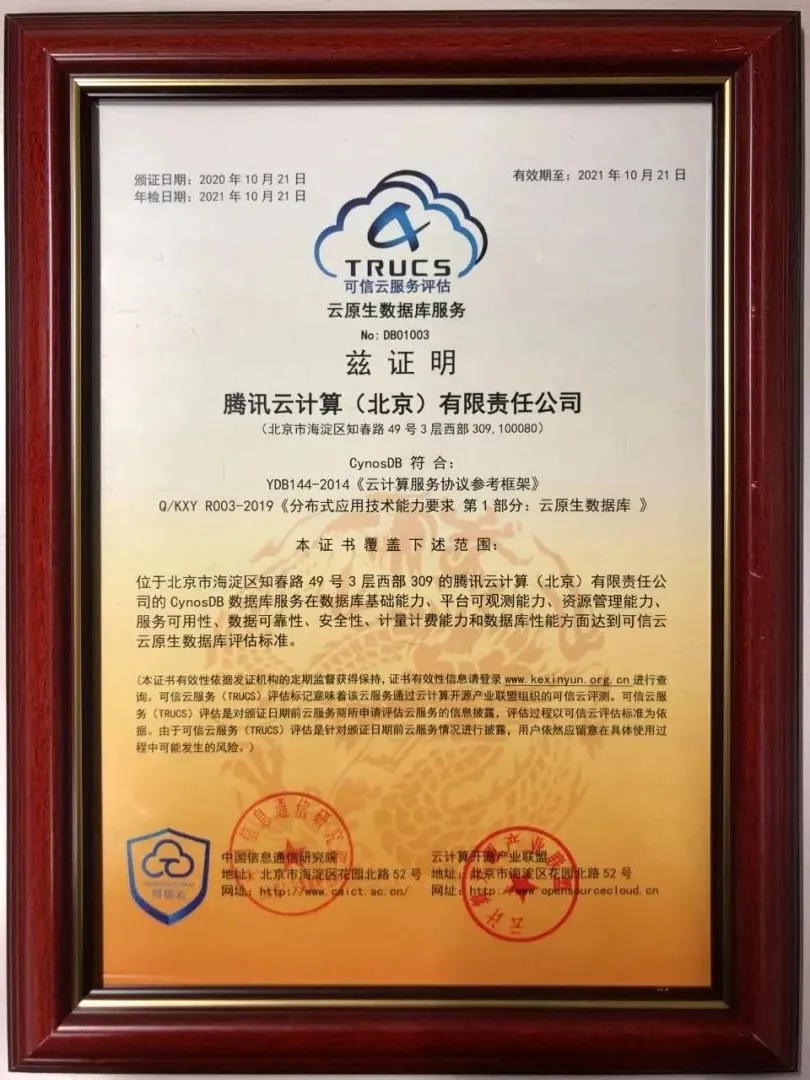 颁证日期：2020 年 10 月 21 日
年检日期：2021 年 10 月 21 日
有效期至：2021 年 10 月 21 日
TRUCS
可信云服务评估
云原生数据库服务
No: DB01003
兹 证 明
腾讯云计算（北京）有限责任公司
（北京市海淀区知春路 49 号 3 层西部 309,100080）
CynosDB 符 合：
YDB144-2014《云计算服务协议参考框架》
Q/KXY R003-2019《分布式应用技术能力要求 第 1 部分：云原生数据库 》
本 证 书 覆 盖 下 述 范 围：
位于北京市海淀区知春路 49 号 3 层西部 309 的腾讯云计算（北京）有限责任公
司的 CynosDB 数据库服务在数据库基础能力、平台可观测能力、资源管理能力、
服务可用性、数据可靠性、安全性、计量计费能力和数据库性能方面达到可信云
云原生数据库评估标准。
(本证书有效性依据发证机构的定期监督获得保持,证书有效性信息请登录 www.kexinyun.org.cn 进行查
询。可信云服务（TRUCS）评估标记意味着该云服务通过云计算开源产业联盟组织的可信云评测。可信云服
务（TRUCS）评估是对颁证日期前云服务商所申请评估云服务的信息披露，评估过程以可信云评估标准为依
据。由于可信云服务（TRUCS）评估是针对颁证日期前云服务情况进行披露，用户依然应留意在具体使用过
程中可能发生的风险。)
可信云
中国信息通信研究院
地址：北京市海淀区花园北路 52 号
网址：http://www.caict.ac.cn/
云计算开源产业联盟
地址：北京市海淀区花园北路 52 号
网址：http://www.opensourcecloud.cn